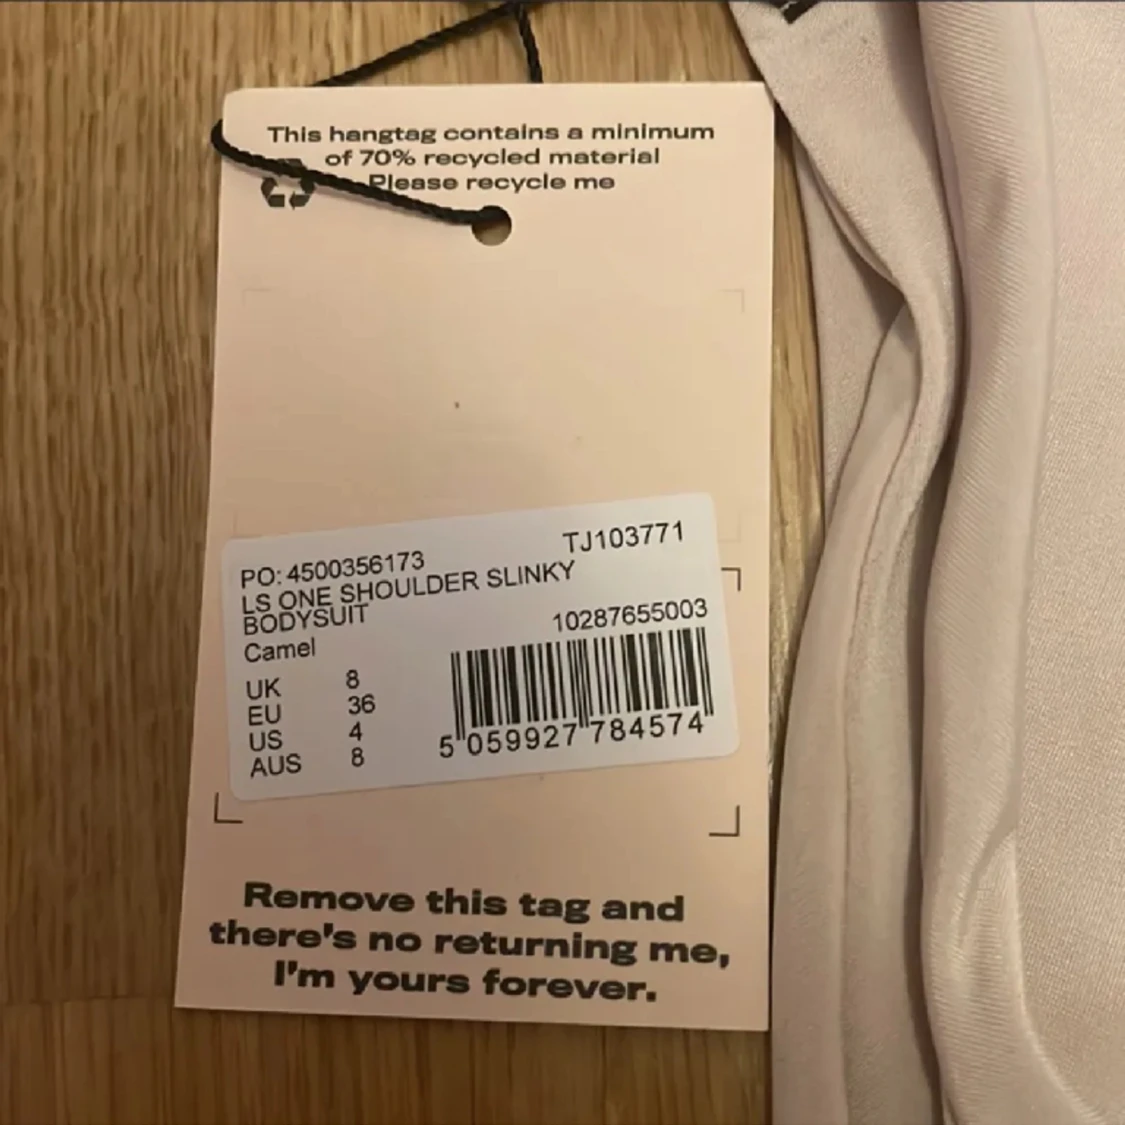 This hangtag contains a minimum
of 70% recycled material
Please recycle me
PO: 4500356173 TJ103771
LS ONE SHOULDER SLINKY
BODYSUIT
Camel 10287655003
UK 8
EU 36
US 4
AUS 8
5 059927 784574
Remove this tag and
there's no returning me,
I'm yours forever.